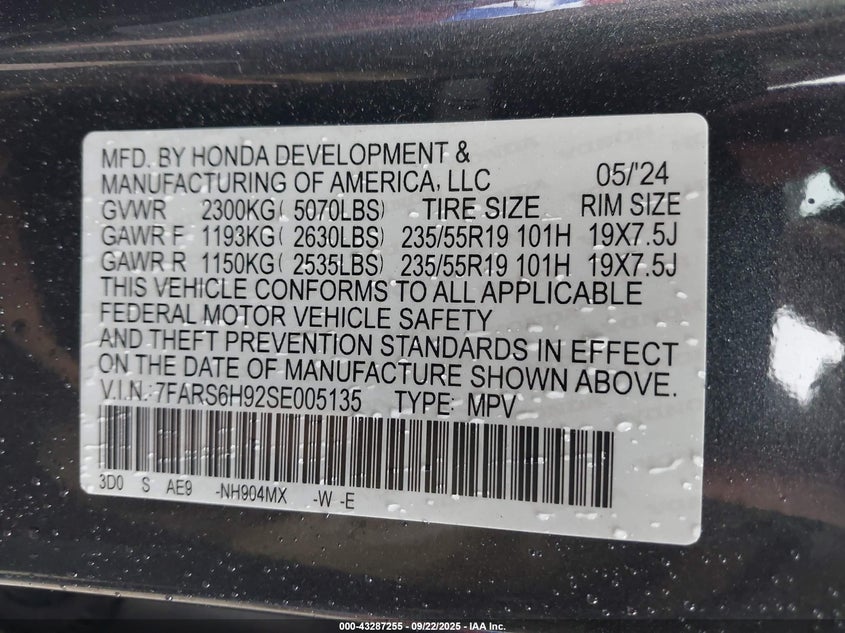 MFD. BY HONDA DEVELOPMENT &
MANUFACTURING OF AMERICA, LLC 05/'24
GVWR 2300KG( 5070LBS) TIRE SIZE RIM SIZE
GAWR F 1193KG( 2630LBS) 235/55R19 101H 19X7.5J
GAWR R 1150KG( 2535LBS) 235/55R19 101H 19X7.5J
THIS VEHICLE CONFORMS TO ALL APPLICABLE
FEDERAL MOTOR VEHICLE SAFETY
AND THEFT PREVENTION STANDARDS IN EFFECT
ON THE DATE OF MANUFACTURE SHOWN ABOVE.
V.I.N.: 7FARS6H92SE005135 TYPE: MPV
3D0 S AE9 -NH904MX -W -E
000-43287255 - 09/22/2025 - IAA Inc.